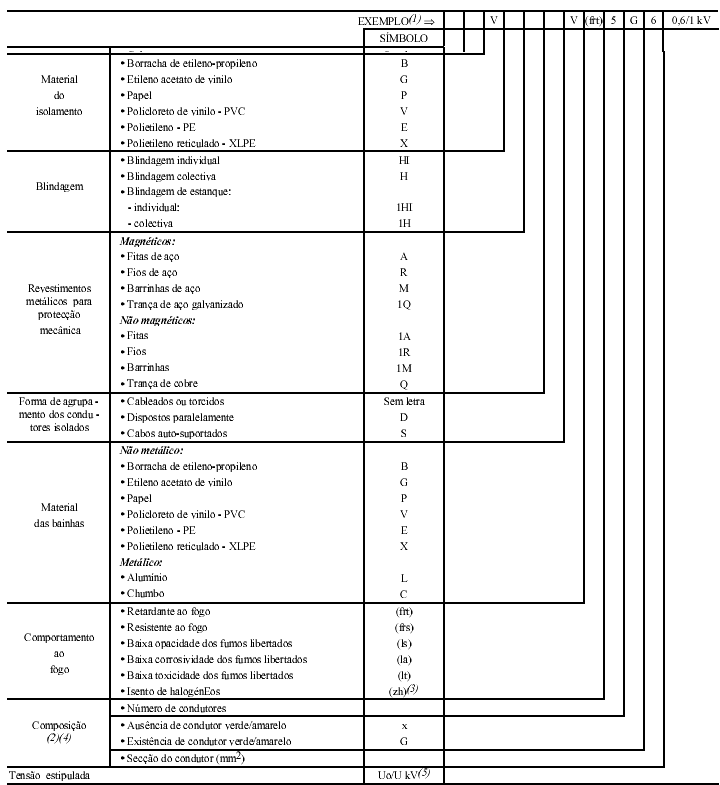 EXEMPLO(1) ⇒ V V (frt) 5 G 6 0,6/1 kV
SÍMBOLO
Material do isolamento
• Borracha de etileno-propileno B
• Etileno acetato de vinilo G
• Papel P
• Policloreto de vinilo - PVC V
• Polietileno - PE E
• Polietileno reticulado - XLPE X
Blindagem
• Blindagem individual HI
• Blindagem colectiva H
• Blindagem de estanque:
- individual: 1HI
- colectiva 1H
Revestimentos metálicos para protecção mecânica
Magnéticos:
• Fitas de aço A
• Fios de aço R
• Barrinhas de aço M
• Trança de aço galvanizado 1Q
Não magnéticos:
• Fitas 1A
• Fios 1R
• Barrinhas 1M
• Trança de cobre Q
Forma de agrupa - mento dos condu - tores isolados
• Cableados ou torcidos Sem letra
• Dispostos paralelamente D
• Cabos auto-suportados S
Material das bainhas
Não metálico:
• Borracha de etileno-propileno B
• Etileno acetato de vinilo G
• Papel P
• Policloreto de vinilo - PVC V
• Polietileno - PE E
• Polietileno reticulado - XLPE X
Metálico:
• Alumínio L
• Chumbo C
Comportamento ao fogo
• Retardante ao fogo (frt)
• Resistente ao fogo (frs)
• Baixa opacidade dos fumos libertados (ls)
• Baixa corrosividade dos fumos libertados (la)
• Baixa toxicidade dos fumos libertados (lt)
• Isento de halogénEos (zh)(3)
Composição (2)(4)
• Número de condutores
• Ausência de condutor verde/amarelo x
• Existência de condutor verde/amarelo G
• Secção do condutor (mm2)
Tensão estipulada Uo/U kV(5)